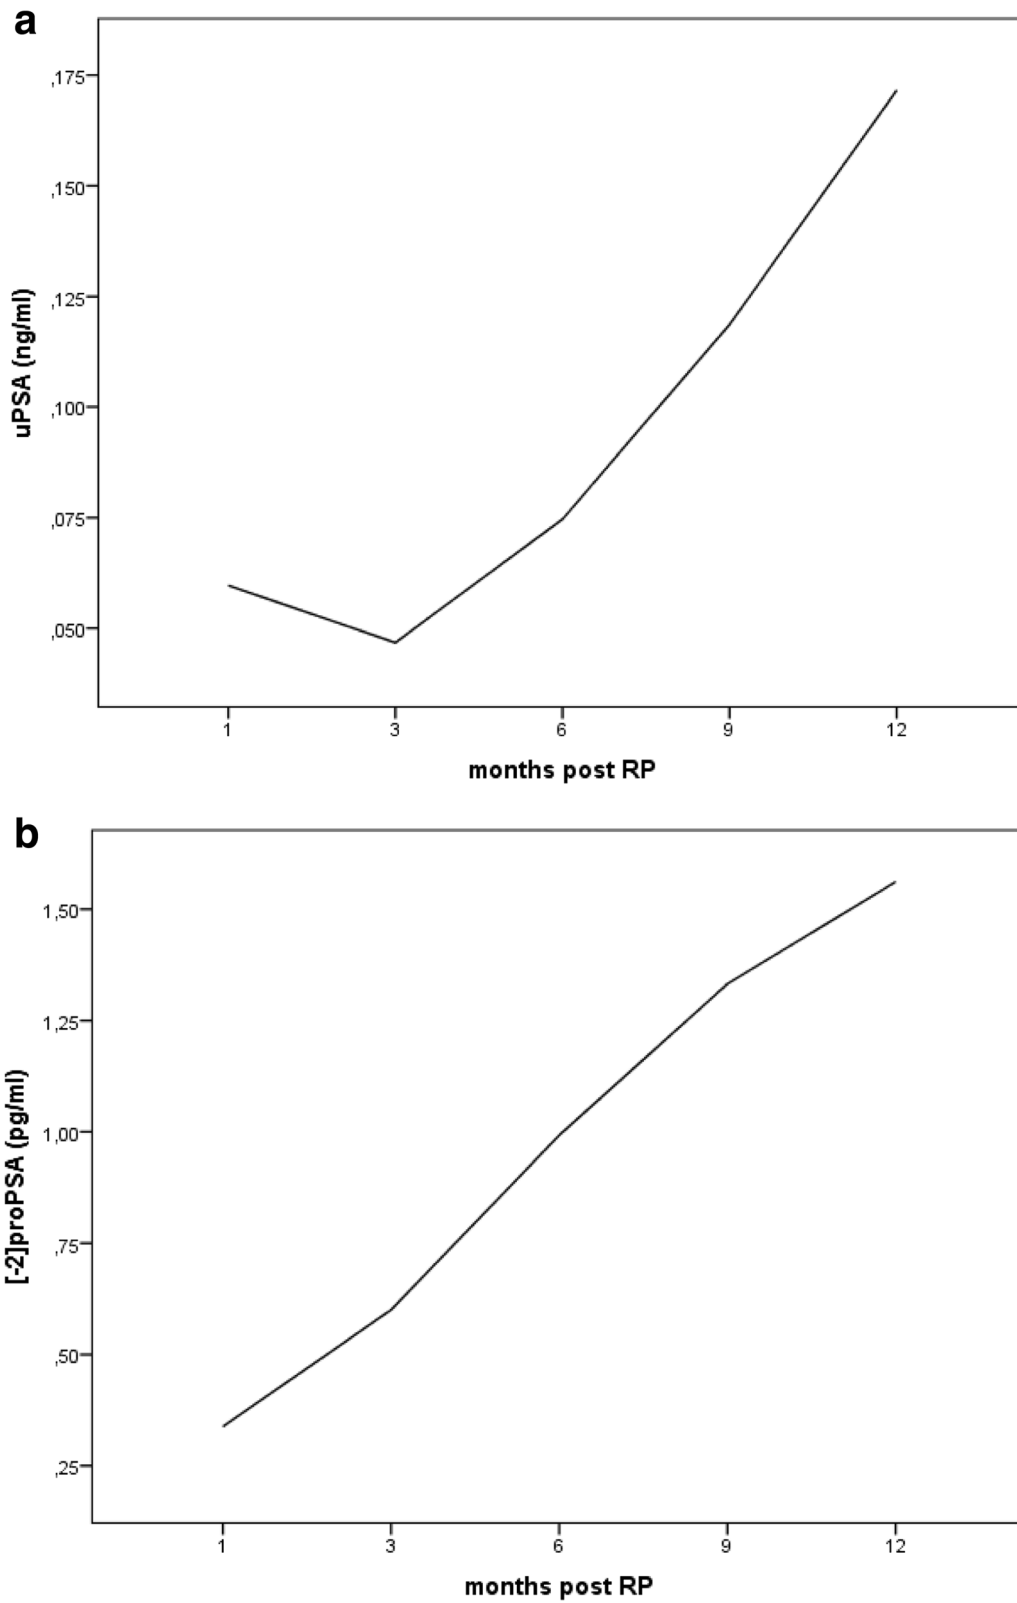 a
,175
,150
,125
,100
,075
,050
uPSA (ng/ml)
1 3 6 9 12
months post RP
b
1,50
1,25
1,00
,75
,50
,25
[-2]proPSA (pg/ml)
1 3 6 9 12
months post RP